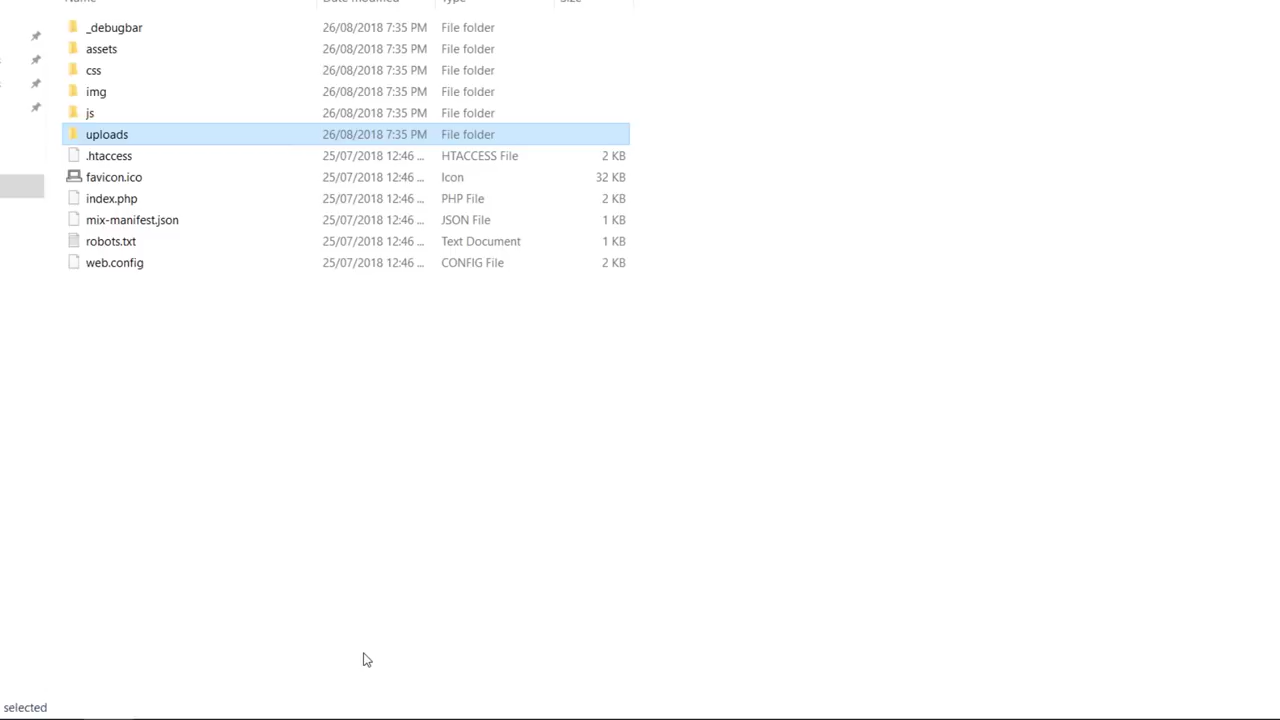 Name Date modified Type Size
_debugbar 26/08/2018 7:35 PM File folder
assets 26/08/2018 7:35 PM File folder
css 26/08/2018 7:35 PM File folder
img 26/08/2018 7:35 PM File folder
js 26/08/2018 7:35 PM File folder
uploads 26/08/2018 7:35 PM File folder
.htaccess 25/07/2018 12:46 ... HTACCESS File 2 KB
favicon.ico 25/07/2018 12:46 ... Icon 32 KB
index.php 25/07/2018 12:46 ... PHP File 2 KB
mix-manifest.json 25/07/2018 12:46 ... JSON File 1 KB
robots.txt 25/07/2018 12:46 ... Text Document 1 KB
web.config 25/07/2018 12:46 ... CONFIG File 2 KB
selected